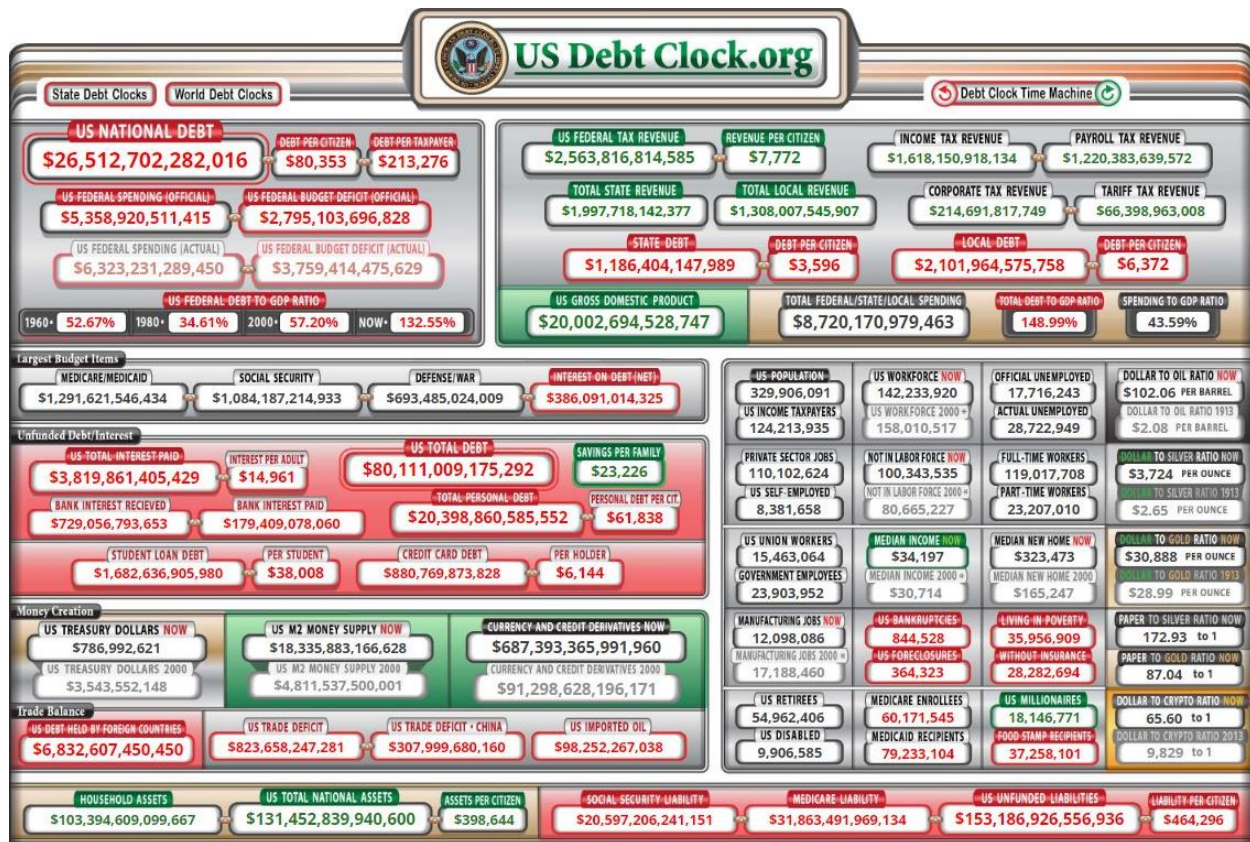 US Debt Clock.org
State Debt Clocks
World Debt Clocks
Debt Clock Time Machine
US NATIONAL DEBT
$26,512,702,282,016
DEBT PER CITIZEN
$80,353
DEBT PER TAXPAYER
$213,276
US FEDERAL SPENDING (OFFICIAL)
$5,358,920,511,415
US FEDERAL BUDGET DEFICIT (OFFICIAL)
$2,795,103,696,828
US FEDERAL SPENDING (ACTUAL)
$6,323,231,289,450
US FEDERAL BUDGET DEFICIT (ACTUAL)
$3,759,414,475,629
US FEDERAL DEBT TO GDP RATIO
1960• 52.67% 1980• 34.61% 2000• 57.20% NOW• 132.55%
US FEDERAL TAX REVENUE
$2,563,816,814,585
REVENUE PER CITIZEN
$7,772
INCOME TAX REVENUE
$1,618,150,918,134
PAYROLL TAX REVENUE
$1,220,383,639,572
TOTAL STATE REVENUE
$1,997,718,142,377
TOTAL LOCAL REVENUE
$1,308,007,545,907
CORPORATE TAX REVENUE
$214,691,817,749
TARIFF TAX REVENUE
$66,398,963,008
STATE DEBT
$1,186,404,147,989
DEBT PER CITIZEN
$3,596
LOCAL DEBT
$2,101,964,575,758
DEBT PER CITIZEN
$6,372
US GROSS DOMESTIC PRODUCT
$20,002,694,528,747
TOTAL FEDERAL/STATE/LOCAL SPENDING
$8,720,170,979,463
TOTAL DEBT TO GDP RATIO
148.99%
SPENDING TO GDP RATIO
43.59%
Largest Budget Items
MEDICARE/MEDICAID
$1,291,621,546,434
SOCIAL SECURITY
$1,084,187,214,933
DEFENSE/WAR
$693,485,024,009
INTEREST ON DEBT (NET)
$386,091,014,325
Unfunded Debt/Interest
US TOTAL INTEREST PAID
$3,819,861,405,429
INTEREST PER ADULT
$14,961
US TOTAL DEBT
$80,111,009,175,292
SAVINGS PER FAMILY
$23,226
BANK INTEREST RECIEVED
$729,056,793,653
BANK INTEREST PAID
$179,409,078,060
TOTAL PERSONAL DEBT
$20,398,860,585,552
PERSONAL DEBT PER CIT.
$61,838
STUDENT LOAN DEBT
$1,682,636,905,980
PER STUDENT
$38,008
CREDIT CARD DEBT
$880,769,873,828
PER HOLDER
$6,144
Money Creation
US TREASURY DOLLARS NOW
$786,992,621
US TREASURY DOLLARS 2000
$3,543,552,148
US M2 MONEY SUPPLY NOW
$18,335,883,166,628
US M2 MONEY SUPPLY 2000
$4,811,537,500,001
CURRENCY AND CREDIT DERIVATIVES NOW
$687,393,365,991,960
CURRENCY AND CREDIT DERIVATIVES 2000
$91,298,628,196,171
Trade Balance
US DEBT HELD BY FOREIGN COUNTRIES
$6,832,607,450,450
US TRADE DEFICIT
$823,658,247,281
US TRADE DEFICIT • CHINA
$307,999,680,160
US IMPORTED OIL
$98,252,267,038
US POPULATION
329,906,091
US INCOME TAXPAYERS
124,213,935
US WORKFORCE NOW
142,233,920
US WORKFORCE 2000
158,010,517
OFFICIAL UNEMPLOYED
17,716,243
ACTUAL UNEMPLOYED
28,722,949
DOLLAR TO OIL RATIO NOW
$102.06 PER BARREL
DOLLAR TO OIL RATIO 1913
$2.08 PER BARREL
PRIVATE SECTOR JOBS
110,102,624
US SELF-EMPLOYED
8,381,658
NOT IN LABOR FORCE NOW
100,343,535
NOT IN LABOR FORCE 2000
80,665,227
FULL-TIME WORKERS
119,017,708
PART-TIME WORKERS
23,207,010
DOLLAR TO SILVER RATIO NOW
$3,724 PER OUNCE
DOLLAR TO SILVER RATIO 1913
$2.65 PER OUNCE
US UNION WORKERS
15,463,064
GOVERNMENT EMPLOYEES
23,903,952
MEDIAN INCOME NOW
$34,197
MEDIAN INCOME 2000
$30,714
MEDIAN NEW HOME NOW
$323,473
MEDIAN NEW HOME 2000
$165,247
DOLLAR TO GOLD RATIO NOW
$30,888 PER OUNCE
DOLLAR TO GOLD RATIO 1913
$28.99 PER OUNCE
MANUFACTURING JOBS NOW
12,098,086
MANUFACTURING JOBS 2000
17,188,460
US BANKRUPTCIES
844,528
US FORECLOSURES
364,323
LIVING IN POVERTY
35,956,909
WITHOUT INSURANCE
28,282,694
PAPER TO SILVER RATIO NOW
172.93 to 1
PAPER TO GOLD RATIO NOW
87.04 to 1
US RETIREES
54,962,406
US DISABLED
9,906,585
MEDICARE ENROLLEES
60,171,545
MEDICAID RECIPIENTS
79,233,104
US MILLIONAIRES
18,146,771
FOOD STAMP RECIPIENTS
37,258,101
DOLLAR TO CRYPTO RATIO NOW
65.60 to 1
DOLLAR TO CRYPTO RATIO 2013
9,829 to 1
HOUSEHOLD ASSETS
$103,394,609,099,667
US TOTAL NATIONAL ASSETS
$131,452,839,940,600
ASSETS PER CITIZEN
$398,644
SOCIAL SECURITY LIABILITY
$20,597,206,241,151
MEDICARE LIABILITY
$31,863,491,969,134
US UNFUNDED LIABILITIES
$153,186,926,556,936
LIABILITY PER CITIZEN
$464,296